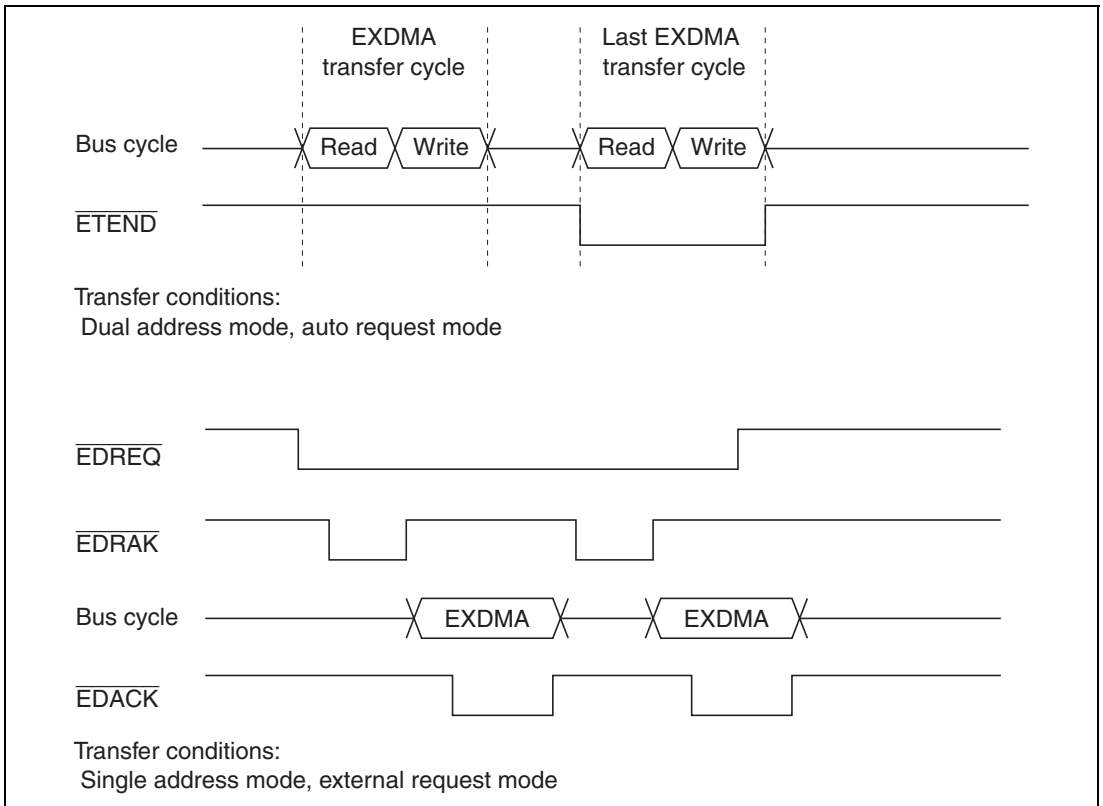 EXDMA
transfer cycle
Last EXDMA
transfer cycle
Bus cycle
Read
Write
Read
Write
ETEND
Transfer conditions:
Dual address mode, auto request mode
EDREQ
EDRAK
Bus cycle
EXDMA
EXDMA
EDACK
Transfer conditions:
Single address mode, external request mode